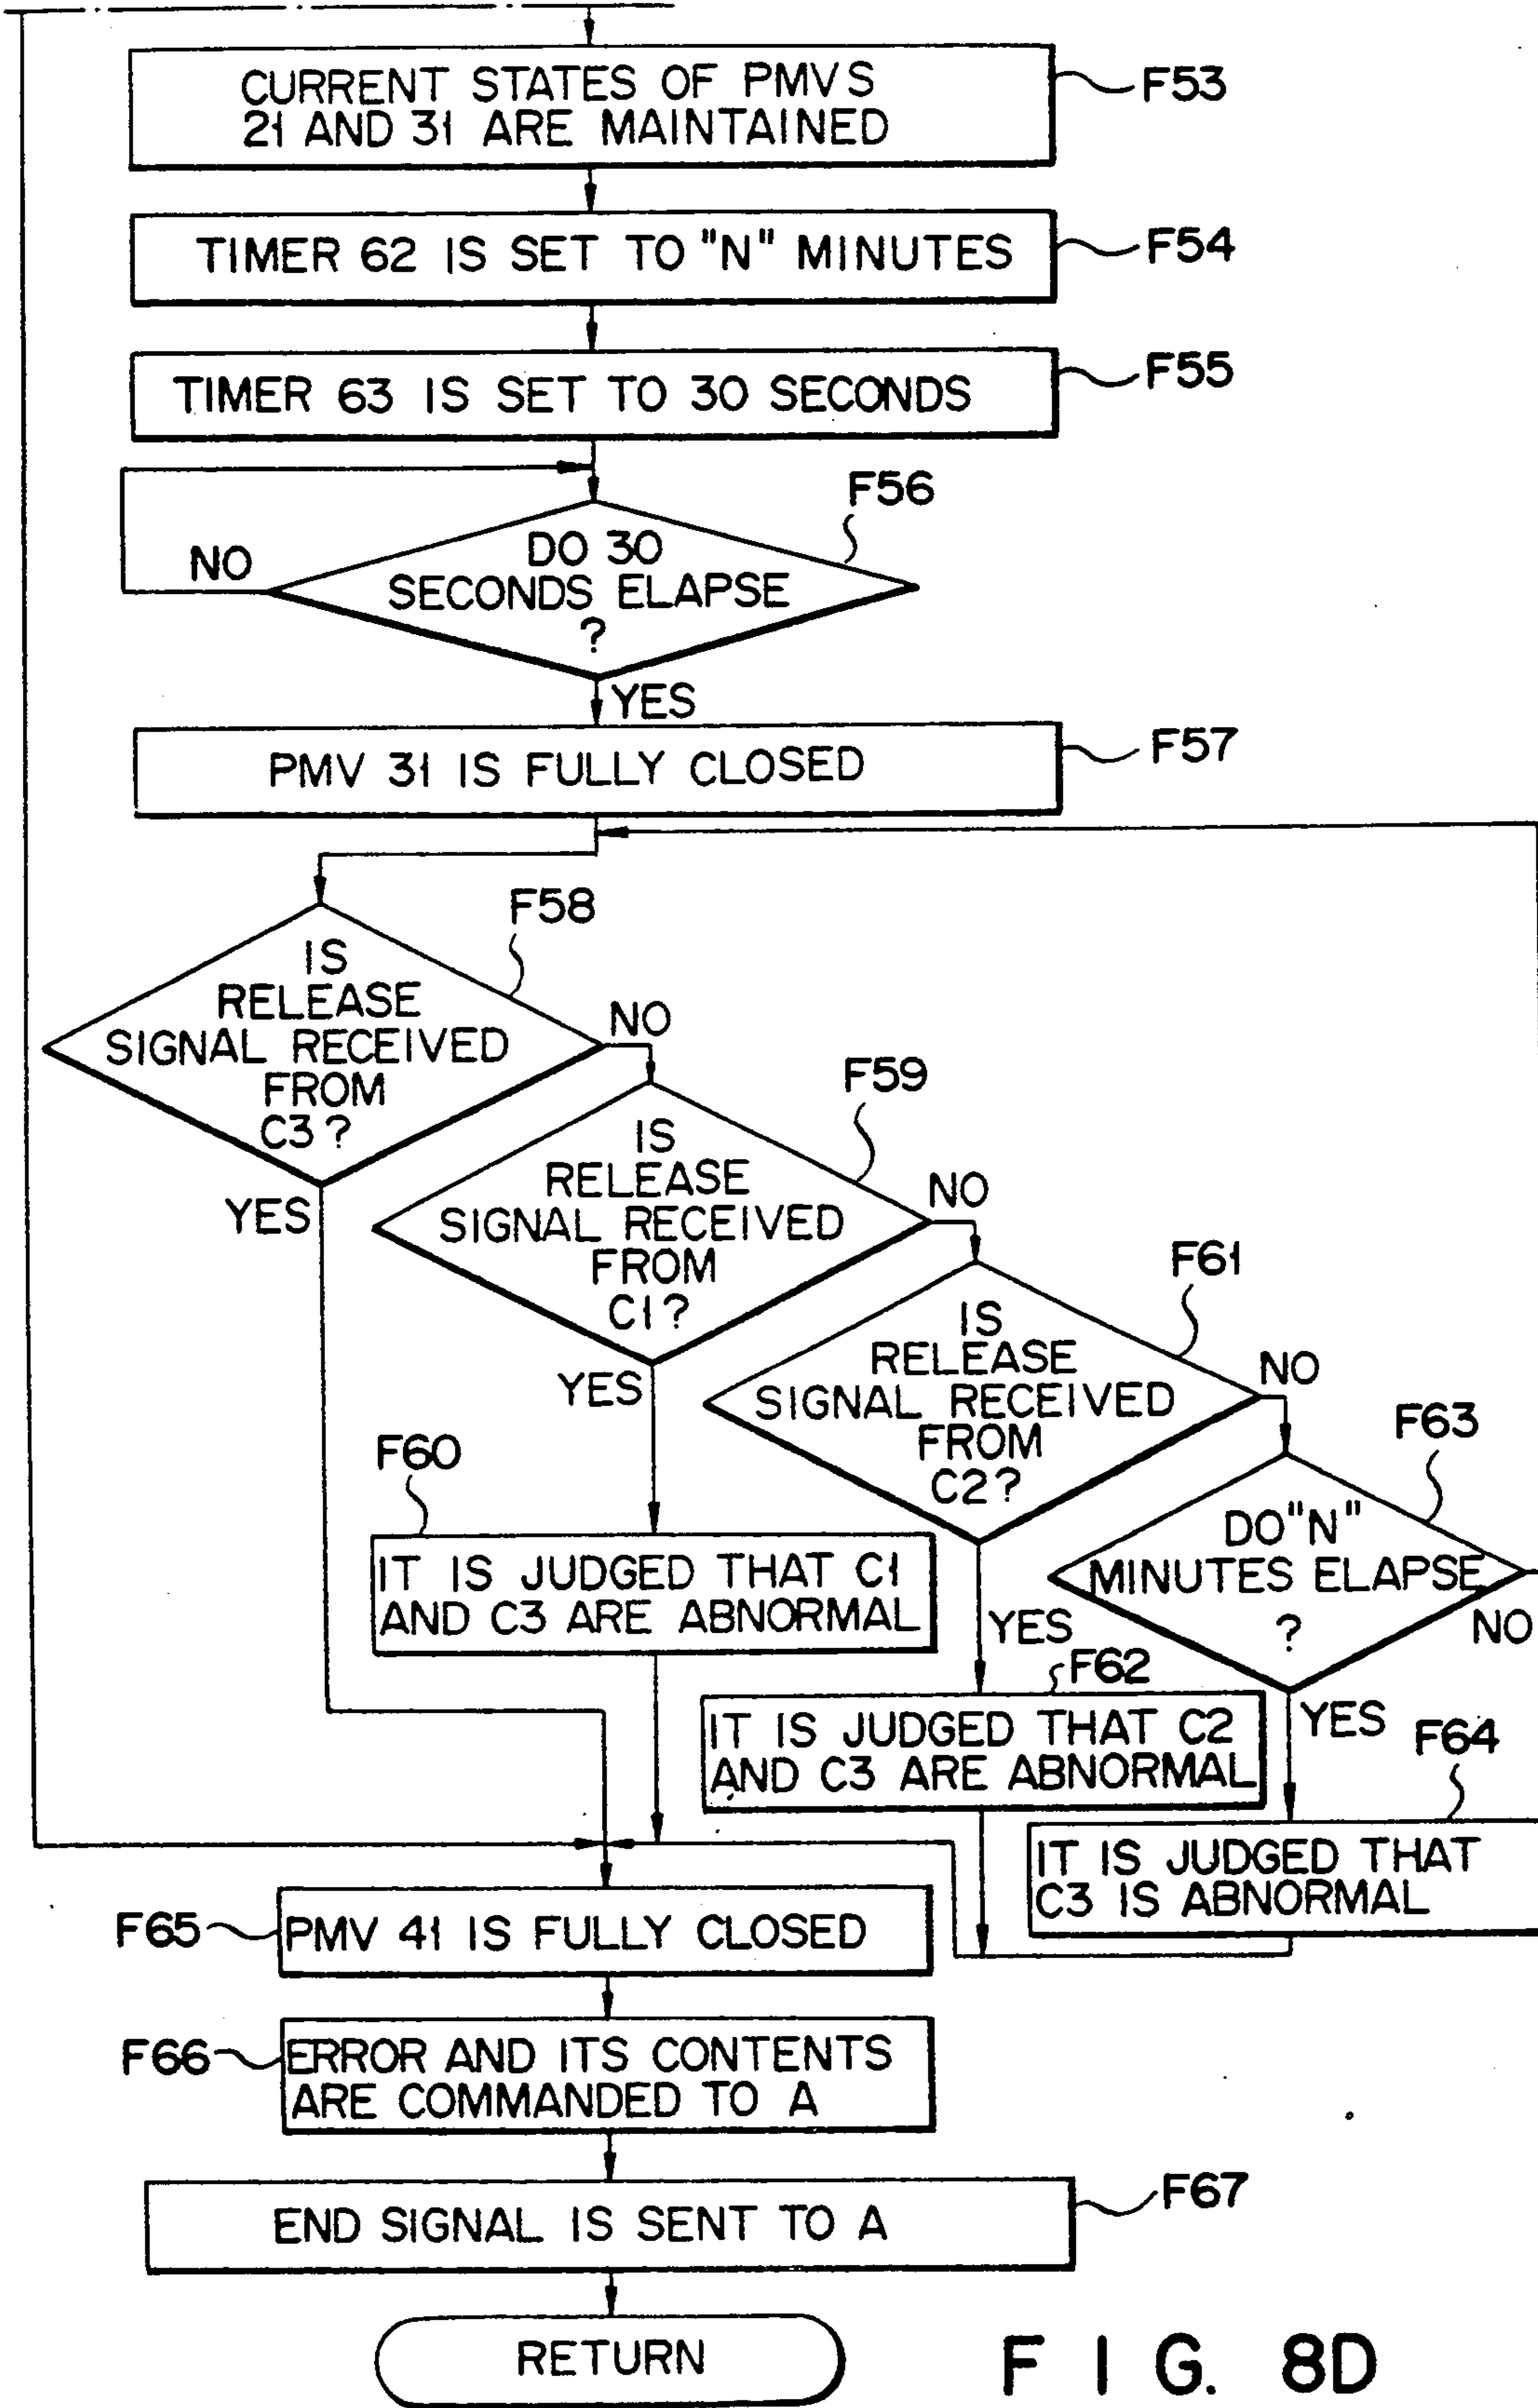 CURRENT STATES OF PMVS
21 AND 31 ARE MAINTAINED
F53
TIMER 62 IS SET TO "N" MINUTES
F54
TIMER 63 IS SET TO 30 SECONDS
F55
F56
DO 30
SECONDS ELAPSE
?
NO
YES
PMV 31 IS FULLY CLOSED
F57
F58
IS
RELEASE
SIGNAL RECEIVED
FROM
C3?
NO
YES
F59
IS
RELEASE
SIGNAL RECEIVED
FROM
C1?
NO
YES
F60
IT IS JUDGED THAT C1
AND C3 ARE ABNORMAL
F61
IS
RELEASE
SIGNAL RECEIVED
FROM
C2?
NO
YES
F62
IT IS JUDGED THAT C2
AND C3 ARE ABNORMAL
F63
DO "N"
MINUTES ELAPSE
?
NO
YES
F64
IT IS JUDGED THAT
C3 IS ABNORMAL
F65
PMV 41 IS FULLY CLOSED
F66
ERROR AND ITS CONTENTS
ARE COMMANDED TO A
END SIGNAL IS SENT TO A
F67
RETURN
FIG. 8D